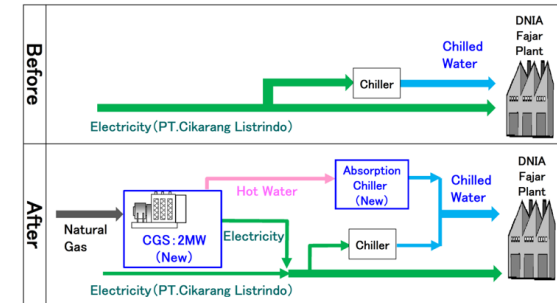 Before
DNIA
Fajar
Plant
Chilled
Water
Chiller
Electricity(PT.Cikarang Listrindo)
After
DNIA
Fajar
Plant
Absorption
Chiller
(New)
Chilled
Water
Hot Water
Natural
Gas
CGS:2MW
(New)
Electricity
Chiller
Electricity(PT.Cikarang Listrindo)